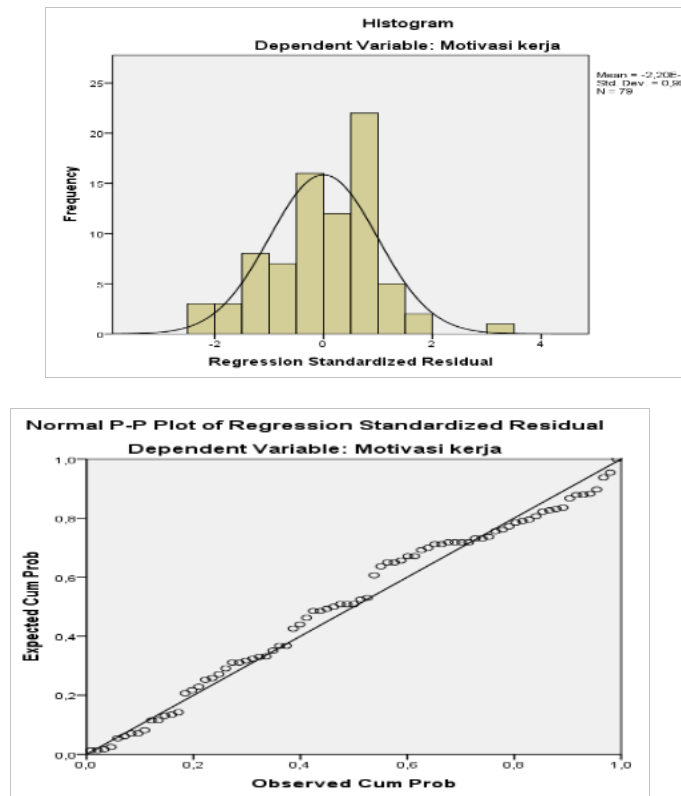 Histogram
Dependent Variable: Motivasi kerja
Mean = -2,20E-
Std. Dev. = 0,9
N = 79
25
20
15
10
5
0
Frequency
-2
0
2
4
Regression Standardized Residual
Normal P-P Plot of Regression Standardized Residual
Dependent Variable: Motivasi kerja
1,0
0,8
0,6
0,4
0,2
0,0
Expected Cum Prob
0,0
0,2
0,4
0,6
0,8
1,0
Observed Cum Prob